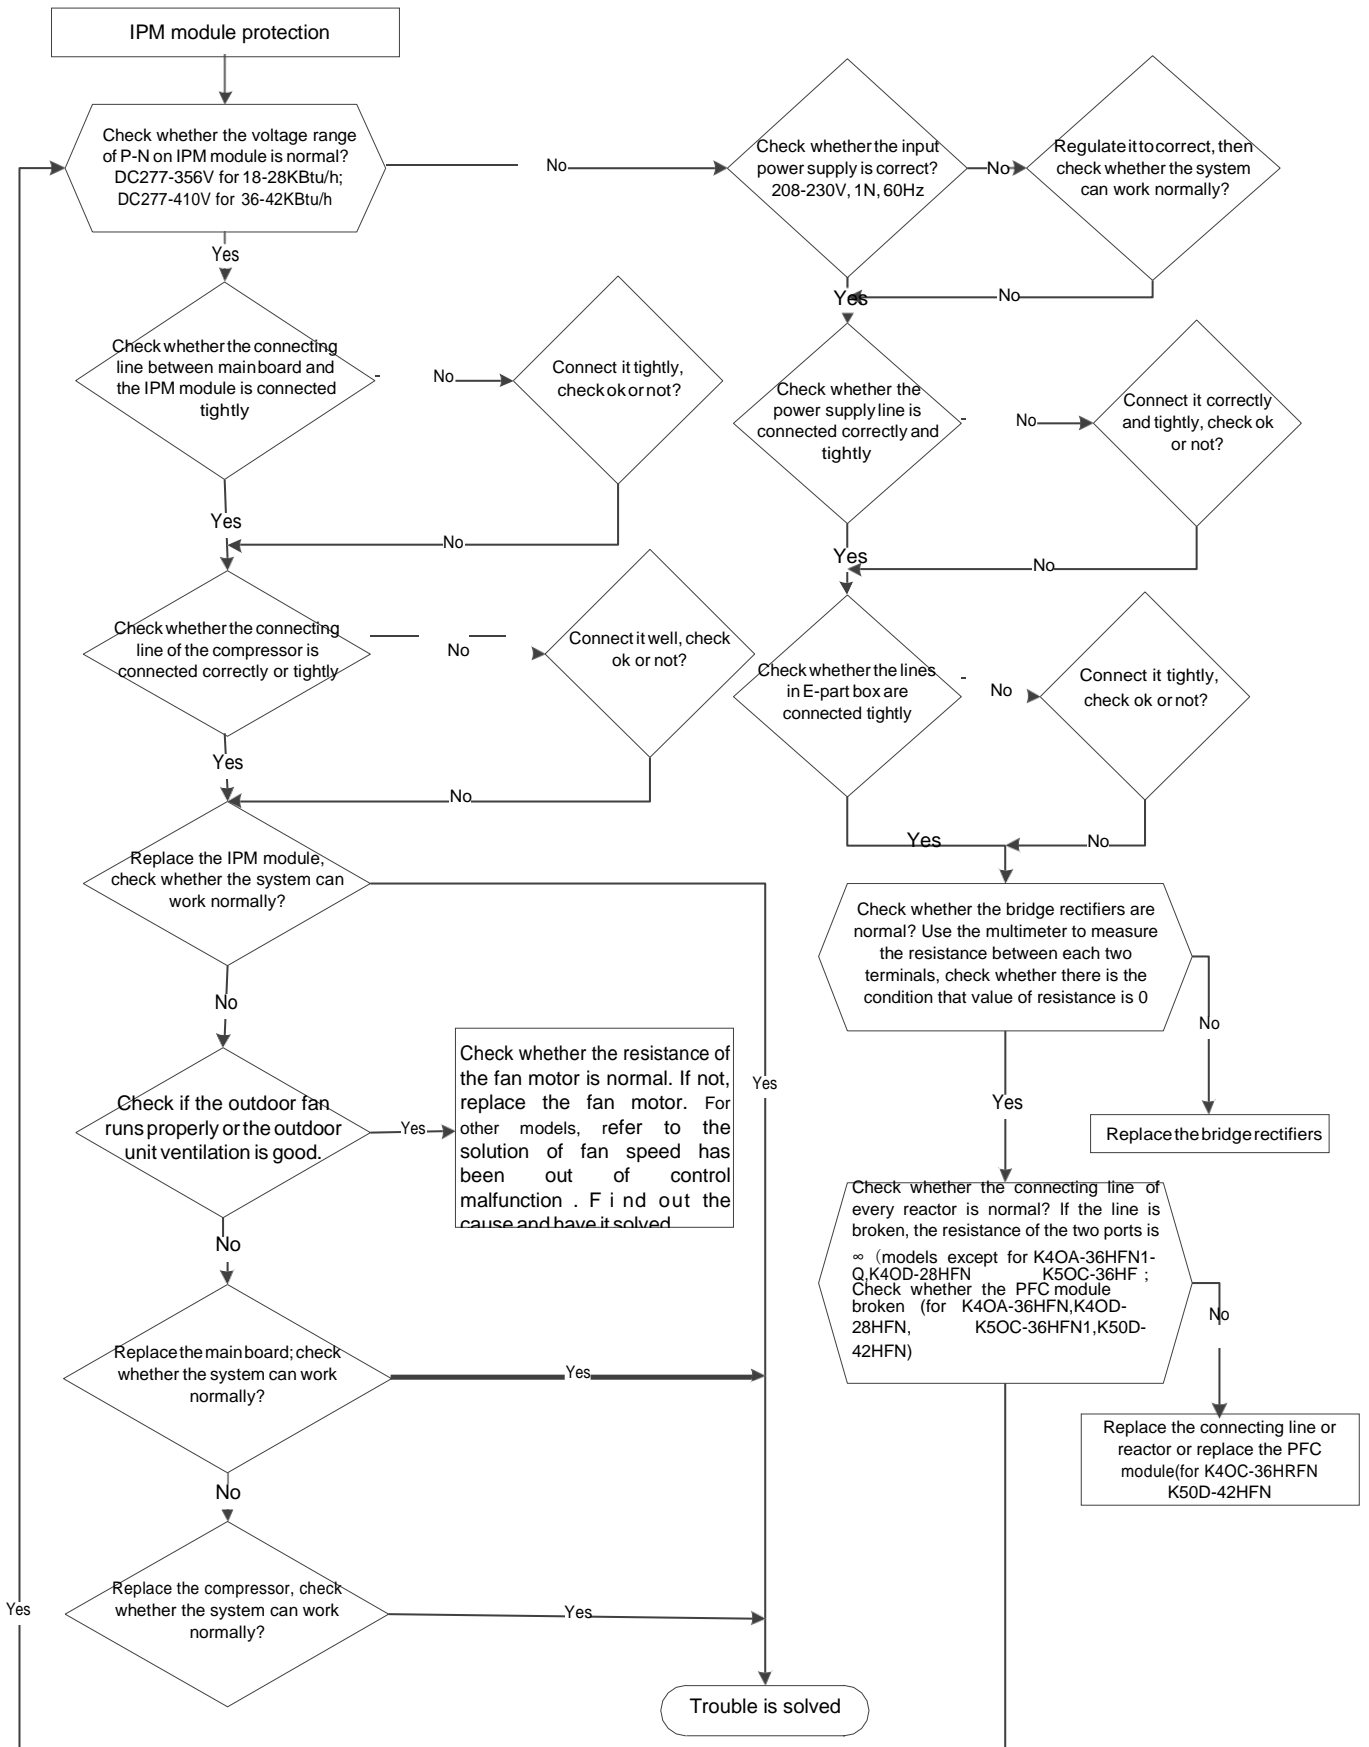 IPM module protection
Check whether the voltage range
of P-N on IPM module is normal?
DC277-356V for 18-28KBtu/h;
DC277-410V for 36-42KBtu/h
No
Check whether the input
power supply is correct?
208-230V, 1N, 60Hz
No
Regulate it to correct, then
check whether the system
can work normally?
Yes
No
Yes
Check whether the connecting
line between main board and
the IPM module is connected
tightly
No
Connect it tightly,
check ok or not?
Check whether the
power supply line is
connected correctly and
tightly
No
Connect it correctly
and tightly, check ok
or not?
Yes
No
Yes
No
Check whether the connecting
line of the compressor is
connected correctly or tightly
No
Connect it well, check
ok or not?
Check whether the lines
in E-part box are
connected tightly
No
Connect it tightly,
check ok or not?
Yes
No
Yes
No
Replace the IPM module,
check whether the system can
work normally?
Check whether the bridge rectifiers are
normal? Use the multimeter to measure
the resistance between each two
terminals, check whether there is the
condition that value of resistance is 0
No
No
Yes
Yes
Check if the outdoor fan
runs properly or the outdoor
unit ventilation is good.
Yes
Check whether the resistance of
the fan motor is normal. If not,
replace the fan motor. For
other models, refer to the
solution of fan speed has
been out of control
malfunction . Find out the
cause and have it solved
Replace the bridge rectifiers
Check whether the connecting line of
every reactor is normal? If the line is
broken, the resistance of the two ports is
∞ (models except for K4OA-36HFN1-
Q,K4OD-28HFN K5OC-36HF ;
Check whether the PFC module
broken (for K4OA-36HFN,K4OD-
28HFN, K5OC-36HFN1,K50D-
42HFN)
No
No
Replace the main board; check
whether the system can work
normally?
Yes
Replace the connecting line or
reactor or replace the PFC
module(for K4OC-36HRFN
K50D-42HFN
No
Replace the compressor, check
whether the system can work
normally?
Yes
Yes
Trouble is solved